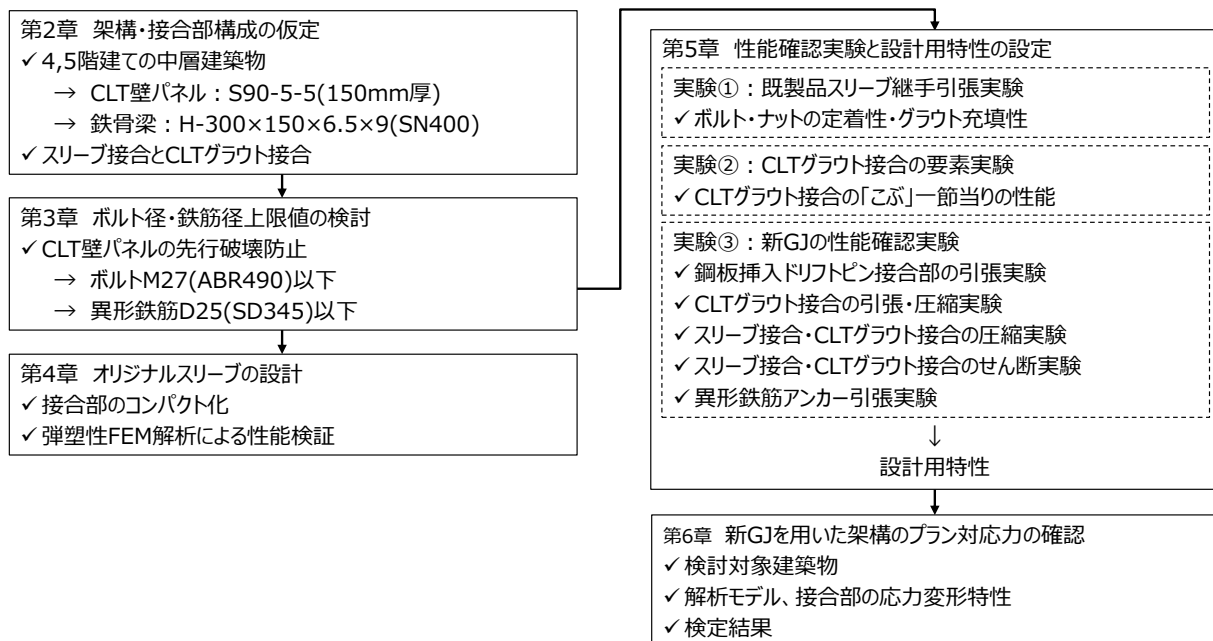 第2章 架構・接合部構成の仮定
✓ 4,5階建ての中層建築物
→ CLT壁パネル：S90-5-5(150mm厚)
→ 鉄骨梁：H-300×150×6.5×9(SN400)
✓ スリーブ接合とCLTグラウト接合
第3章 ボルト径・鉄筋径上限値の検討
✓ CLT壁パネルの先行破壊防止
→ ボルトM27(ABR490)以下
→ 異形鉄筋D25(SD345)以下
第4章 オリジナルスリーブの設計
✓ 接合部のコンパクト化
✓ 弾塑性FEM解析による性能検証
第5章 性能確認実験と設計用特性の設定
実験①：既製品スリーブ継手引張実験
✓ ボルト・ナットの定着性・グラウト充填性
実験②：CLTグラウト接合の要素実験
✓ CLTグラウト接合の「こぶ」一節当りの性能
実験③：新GJの性能確認実験
✓ 鋼板挿入ドリフトピン接合部の引張実験
✓ CLTグラウト接合の引張・圧縮実験
✓ スリーブ接合・CLTグラウト接合の圧縮実験
✓ スリーブ接合・CLTグラウト接合のせん断実験
✓ 異形鉄筋アンカー引張実験
↓
設計用特性
第6章 新GJを用いた架構のプラン対応力の確認
✓ 検討対象建築物
✓ 解析モデル、接合部の応力変形特性
✓ 検定結果